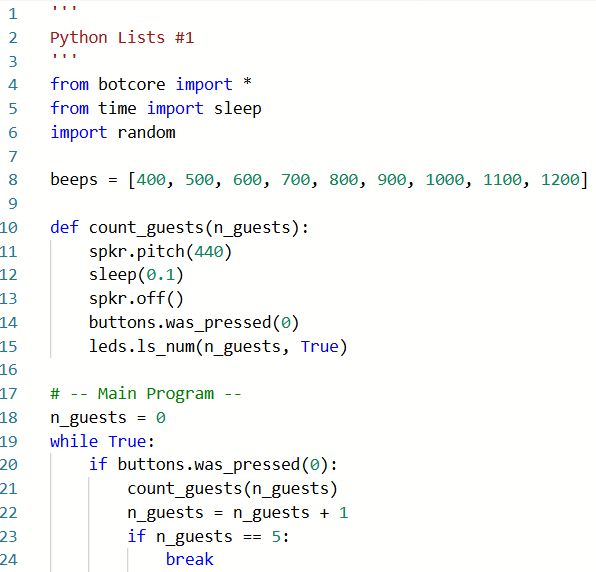 1 '''
2 Python Lists #1
3 '''
4 from botcore import *
5 from time import sleep
6 import random
7
8 beeps = [400, 500, 600, 700, 800, 900, 1000, 1100, 1200]
9
10 def count_guests(n_guests):
11     spkr.pitch(440)
12     sleep(0.1)
13     spkr.off()
14     buttons.was_pressed(0)
15     leds.ls_num(n_guests, True)
16
17 # -- Main Program --
18 n_guests = 0
19 while True:
20     if buttons.was_pressed(0):
21         count_guests(n_guests)
22         n_guests = n_guests + 1
23         if n_guests == 5:
24             break